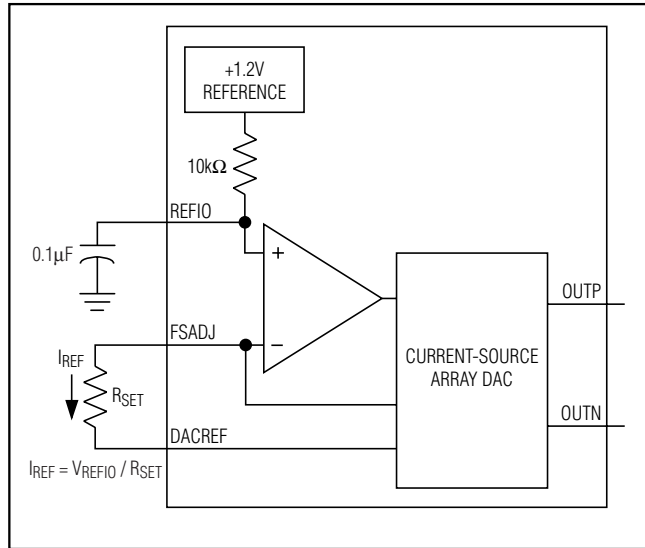 +1.2V
REFERENCE
10kΩ
REFIO
0.1μF
+
−
FSADJ
IREF
RSET
DACREF
IREF = VREFIO / RSET
CURRENT-SOURCE
ARRAY DAC
OUTP
OUTN